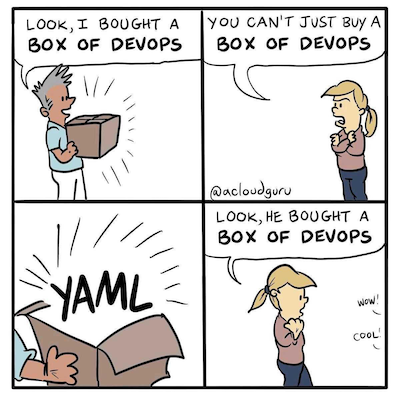 LOOK, I BOUGHT A
BOX OF DEVOPS
YOU CAN'T JUST BUY A
BOX OF DEVOPS
@acloudguru
YAML
LOOK, HE BOUGHT A
BOX OF DEVOPS
WOW!
COOL!